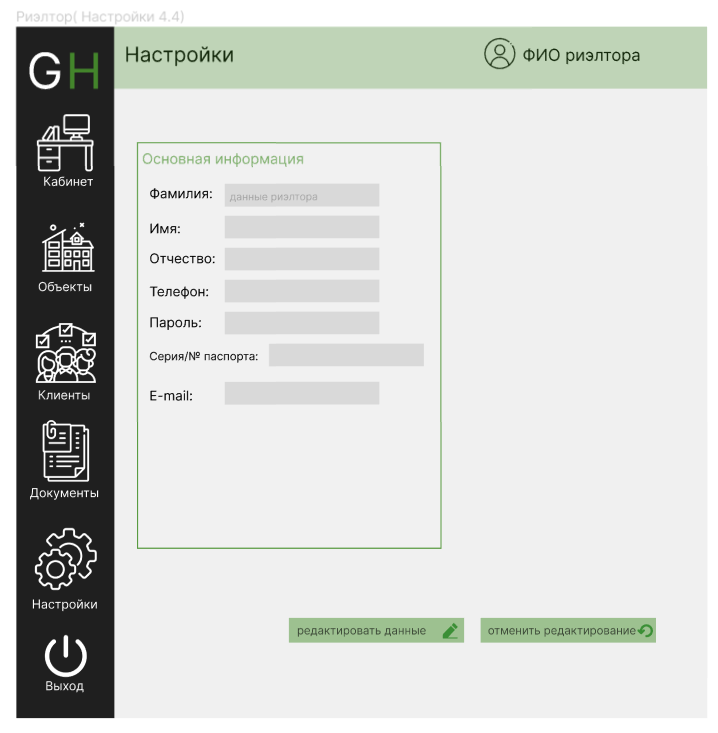 Риэлтор( Настройки 4.4)
GH
Настройки
ФИО риэлтора
Кабинет
Объекты
Клиенты
Документы
Настройки
Выход
Основная информация
Фамилия: данные риэлтора
Имя:
Отчество:
Телефон:
Пароль:
Серия/№ паспорта:
E-mail:
редактировать данные
отменить редактирование